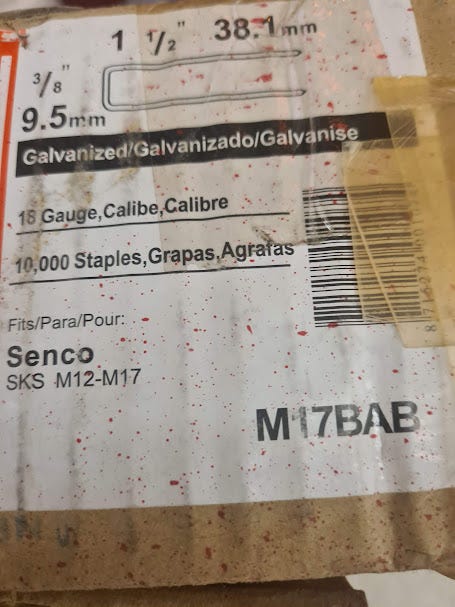 1 1/2" 38.1mm
3/8"
9.5mm
Galvanized/Galvanizado/Galvanise
18 Gauge,Calibe,Calibre
10,000 Staples,Grapas,Agrafas
Fits/Para/Pour:
Senco
SKS M12-M17
M17BAB